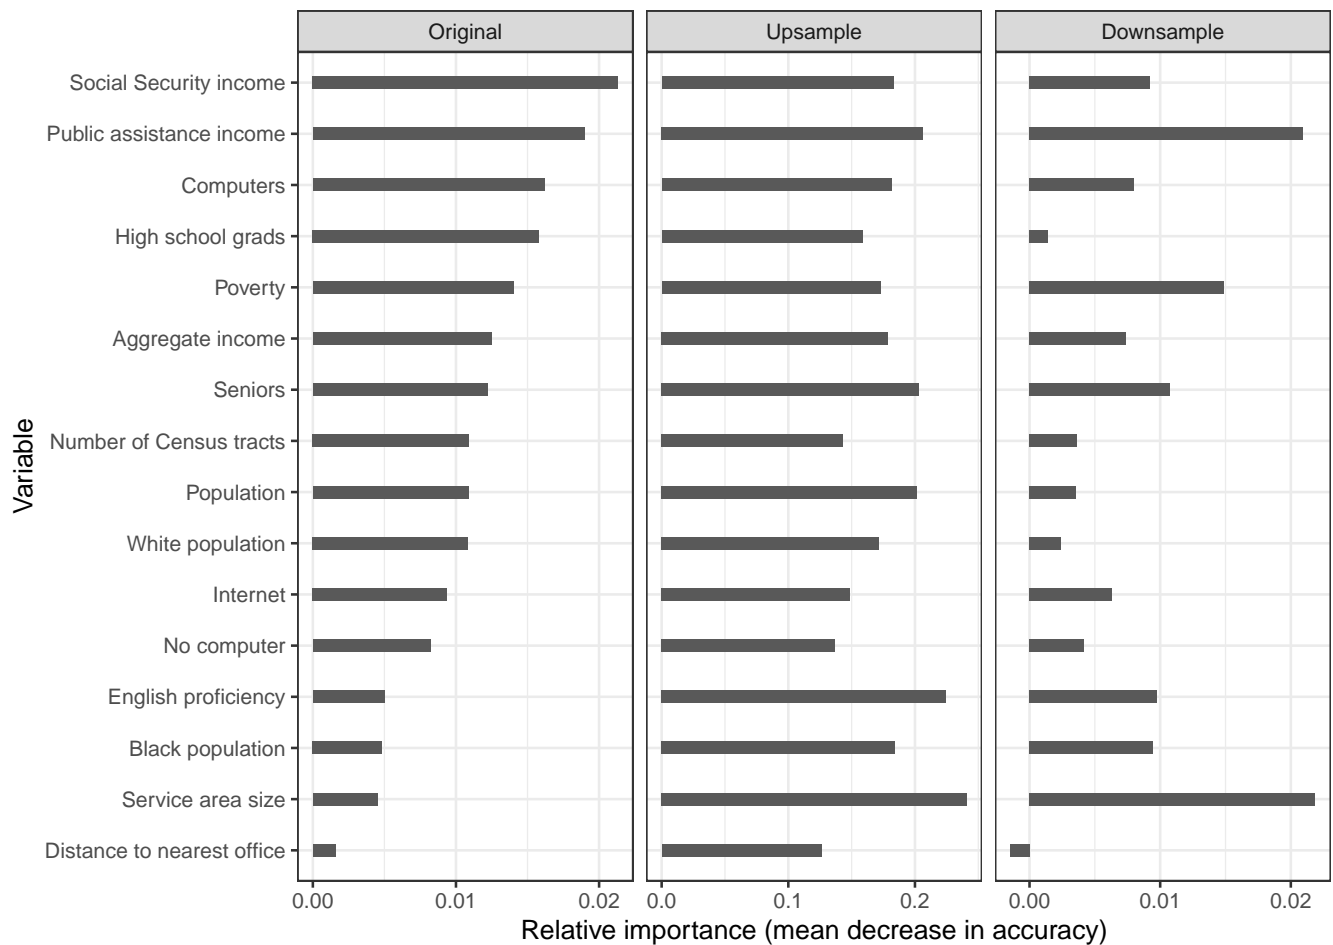 Original
Upsample
Downsample
Variable
Social Security income
Public assistance income
Computers
High school grads
Poverty
Aggregate income
Seniors
Number of Census tracts
Population
White population
Internet
No computer
English proficiency
Black population
Service area size
Distance to nearest office
0.00 0.01 0.02
0.0 0.1 0.2
0.00 0.01 0.02
Relative importance (mean decrease in accuracy)